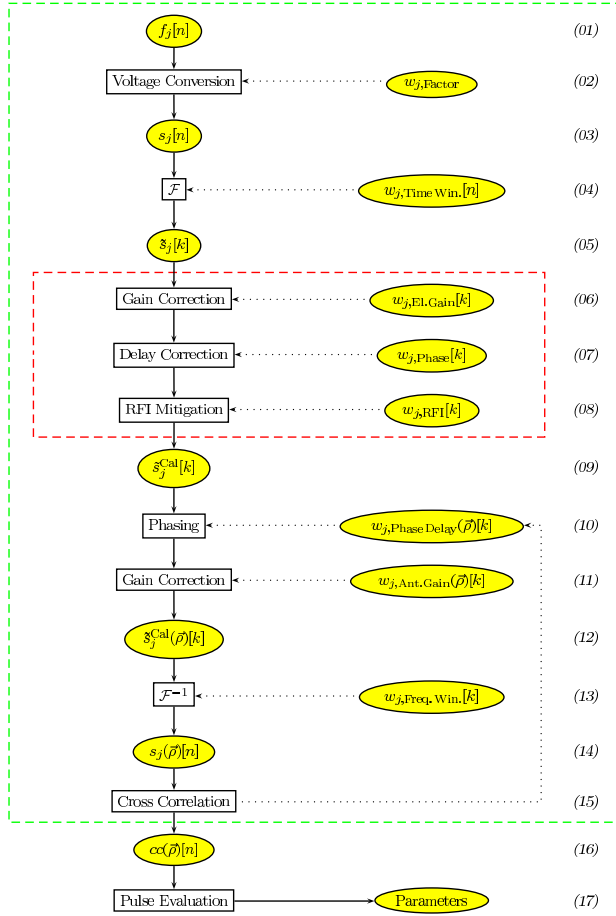 f_j[n] (01)
Voltage Conversion w_{j,Factor} (02)
s_j[n] (03)
ℱ w_{j,Time Win.}[n] (04)
s̃_j[k] (05)
Gain Correction w_{j,El.Gain}[k] (06)
Delay Correction w_{j,Phase}[k] (07)
RFI Mitigation w_{j,RFI}[k] (08)
s̃_j^{Cal}[k] (09)
Phasing w_{j,Phase Delay}(ρ⃗)[k] (10)
Gain Correction w_{j,Ant.Gain}(ρ⃗)[k] (11)
s̃_j^{Cal}(ρ⃗)[k] (12)
ℱ^{-1} w_{j,Freq. Win.}[k] (13)
s_j(ρ⃗)[n] (14)
Cross Correlation (15)
cc(ρ⃗)[n] (16)
Pulse Evaluation Parameters (17)